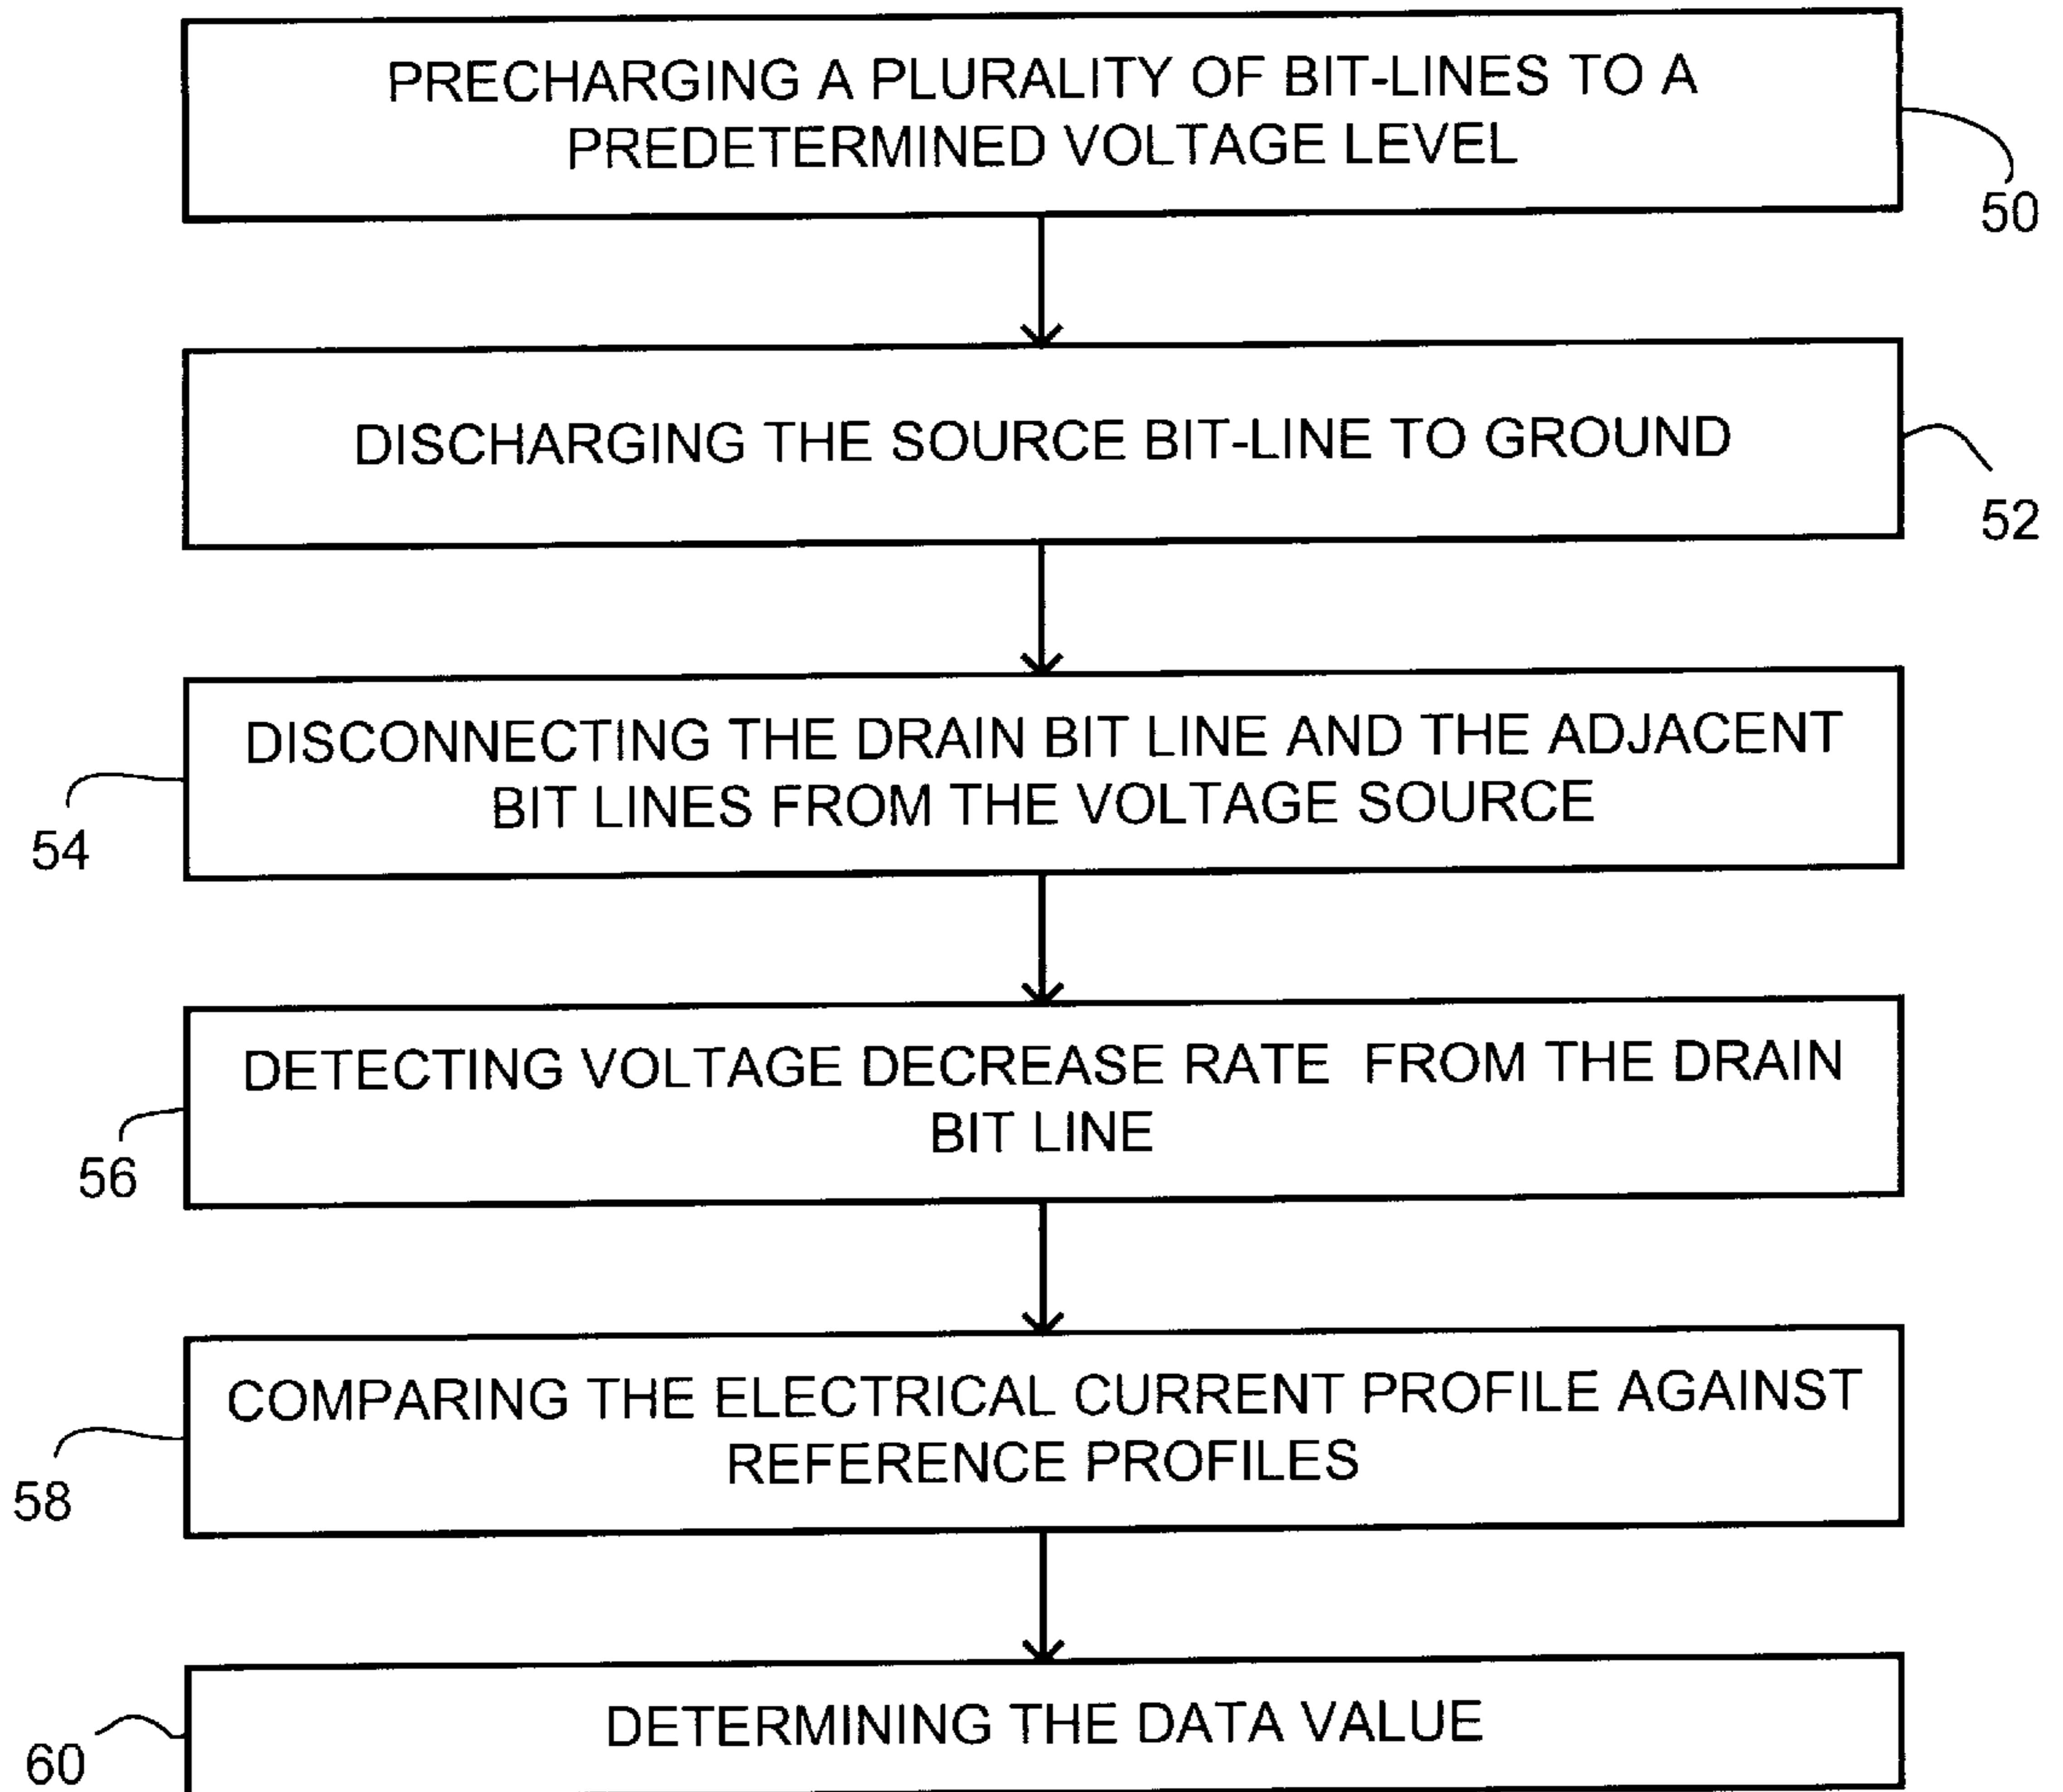 PRECHARGING A PLURALITY OF BIT-LINES TO A
PREDETERMINED VOLTAGE LEVEL
50
DISCHARGING THE SOURCE BIT-LINE TO GROUND
52
DISCONNECTING THE DRAIN BIT LINE AND THE ADJACENT
BIT LINES FROM THE VOLTAGE SOURCE
54
DETECTING VOLTAGE DECREASE RATE FROM THE DRAIN
BIT LINE
56
COMPARING THE ELECTRICAL CURRENT PROFILE AGAINST
REFERENCE PROFILES
58
DETERMINING THE DATA VALUE
60